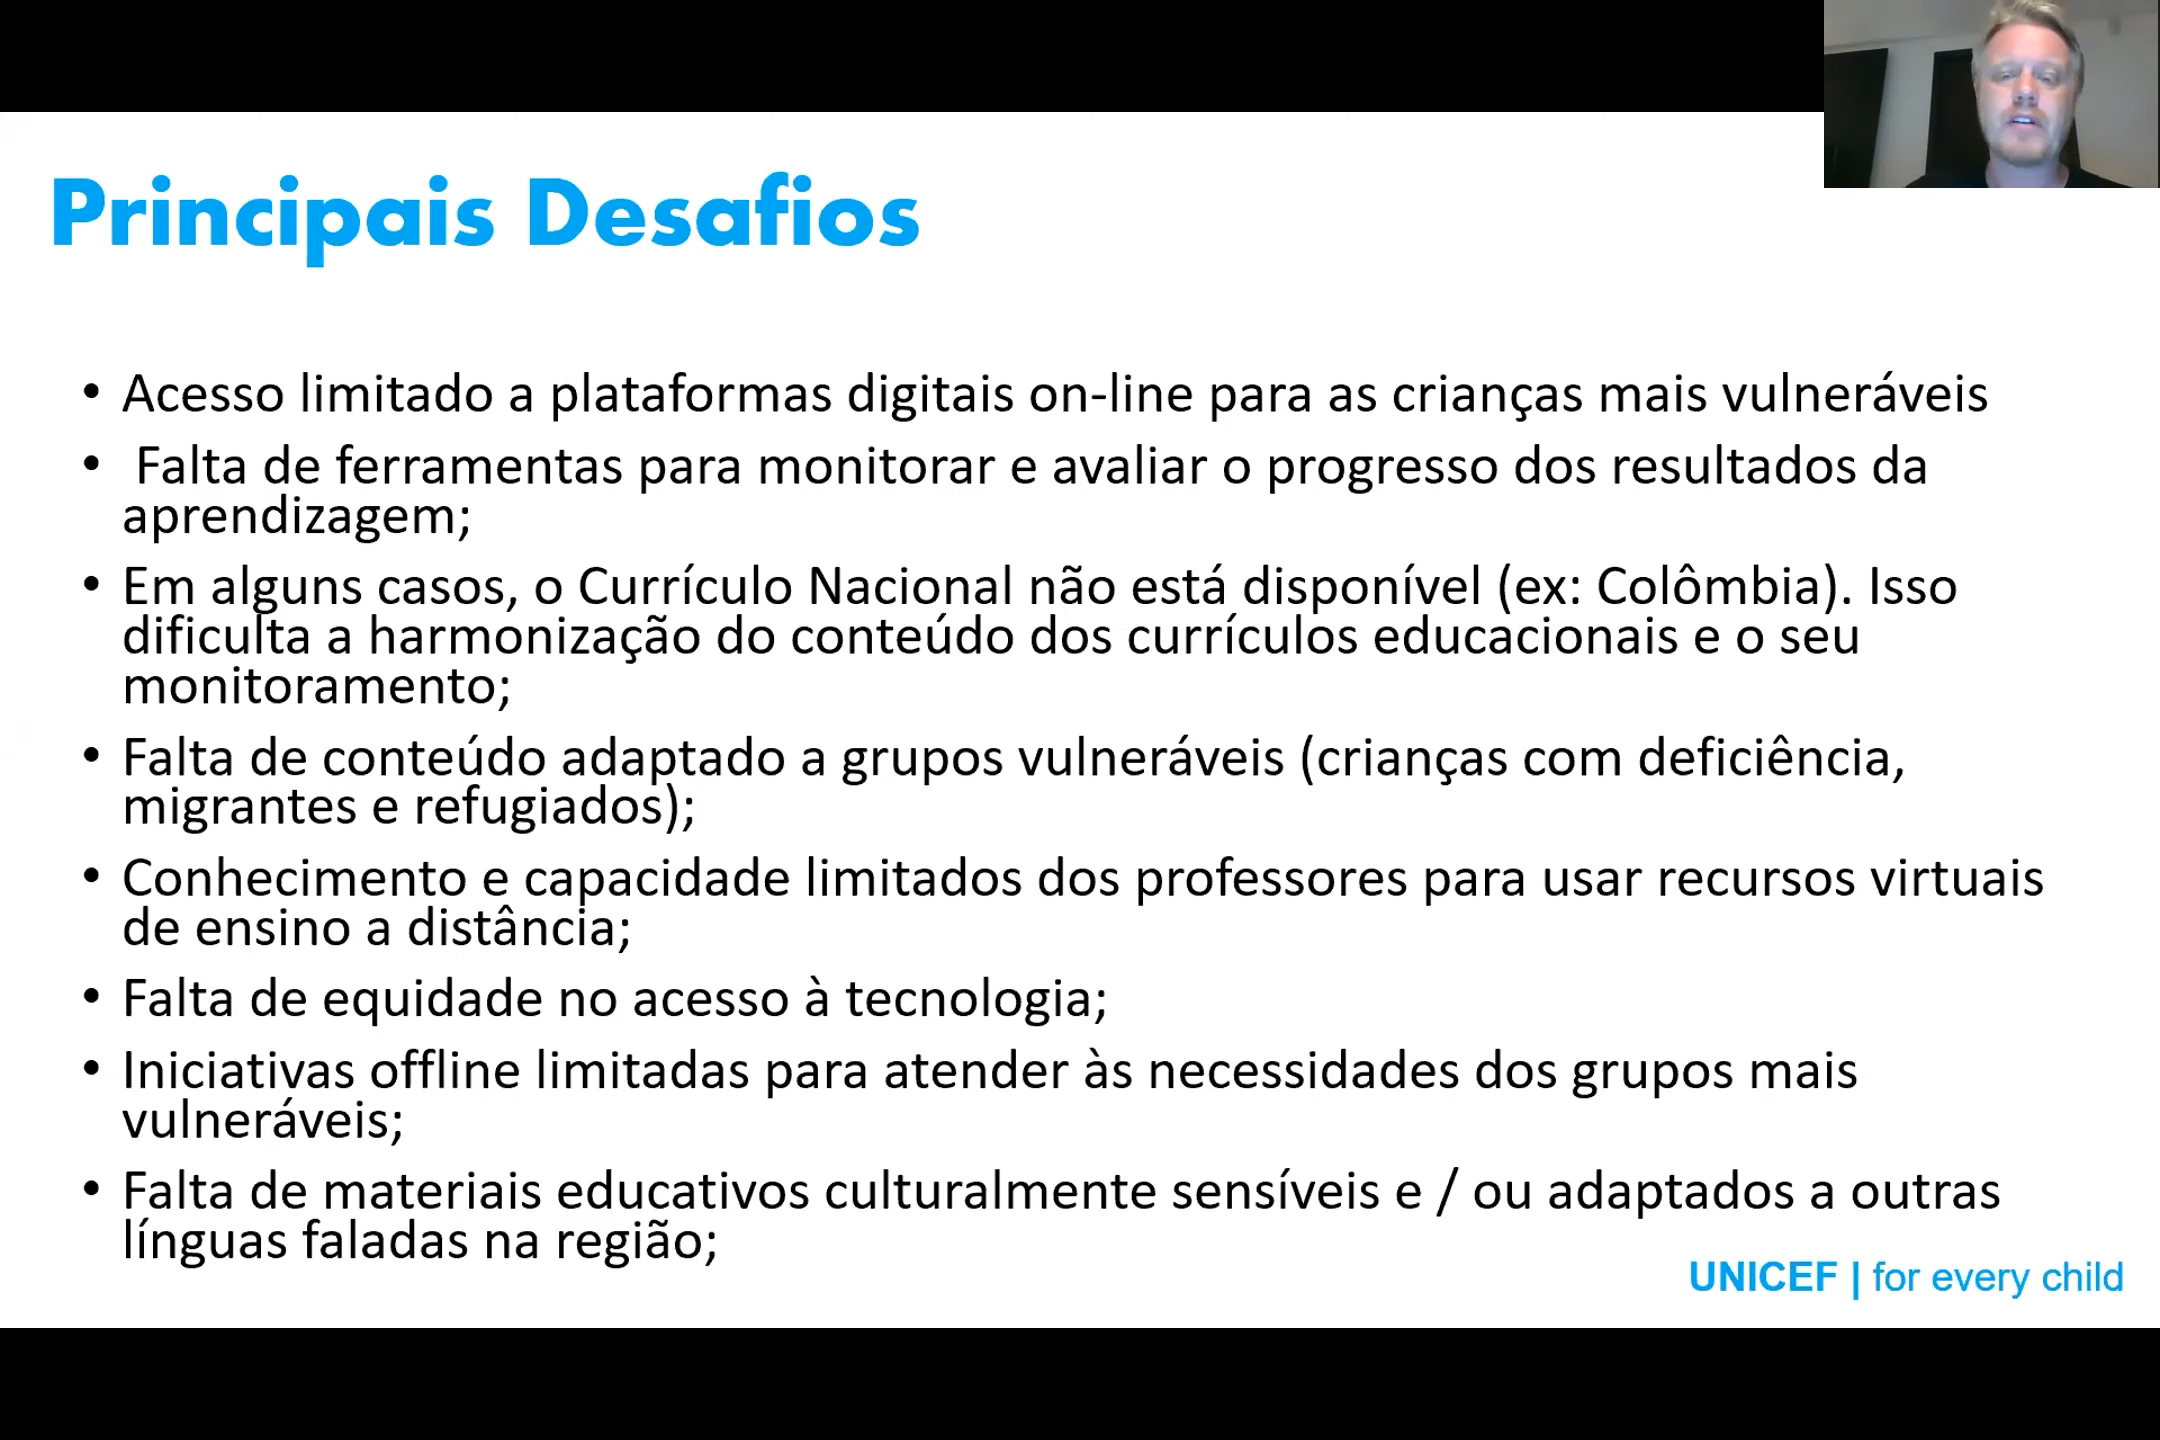 Principais Desafios
• Acesso limitado a plataformas digitais on-line para as crianças mais vulneráveis
• Falta de ferramentas para monitorar e avaliar o progresso dos resultados da
aprendizagem;
• Em alguns casos, o Currículo Nacional não está disponível (ex: Colômbia). Isso
dificulta a harmonização do conteúdo dos currículos educacionais e o seu
monitoramento;
• Falta de conteúdo adaptado a grupos vulneráveis (crianças com deficiência,
migrantes e refugiados);
• Conhecimento e capacidade limitados dos professores para usar recursos virtuais
de ensino a distância;
• Falta de equidade no acesso à tecnologia;
• Iniciativas offline limitadas para atender às necessidades dos grupos mais
vulneráveis;
• Falta de materiais educativos culturalmente sensíveis e / ou adaptados a outras
línguas faladas na região;
UNICEF | for every child